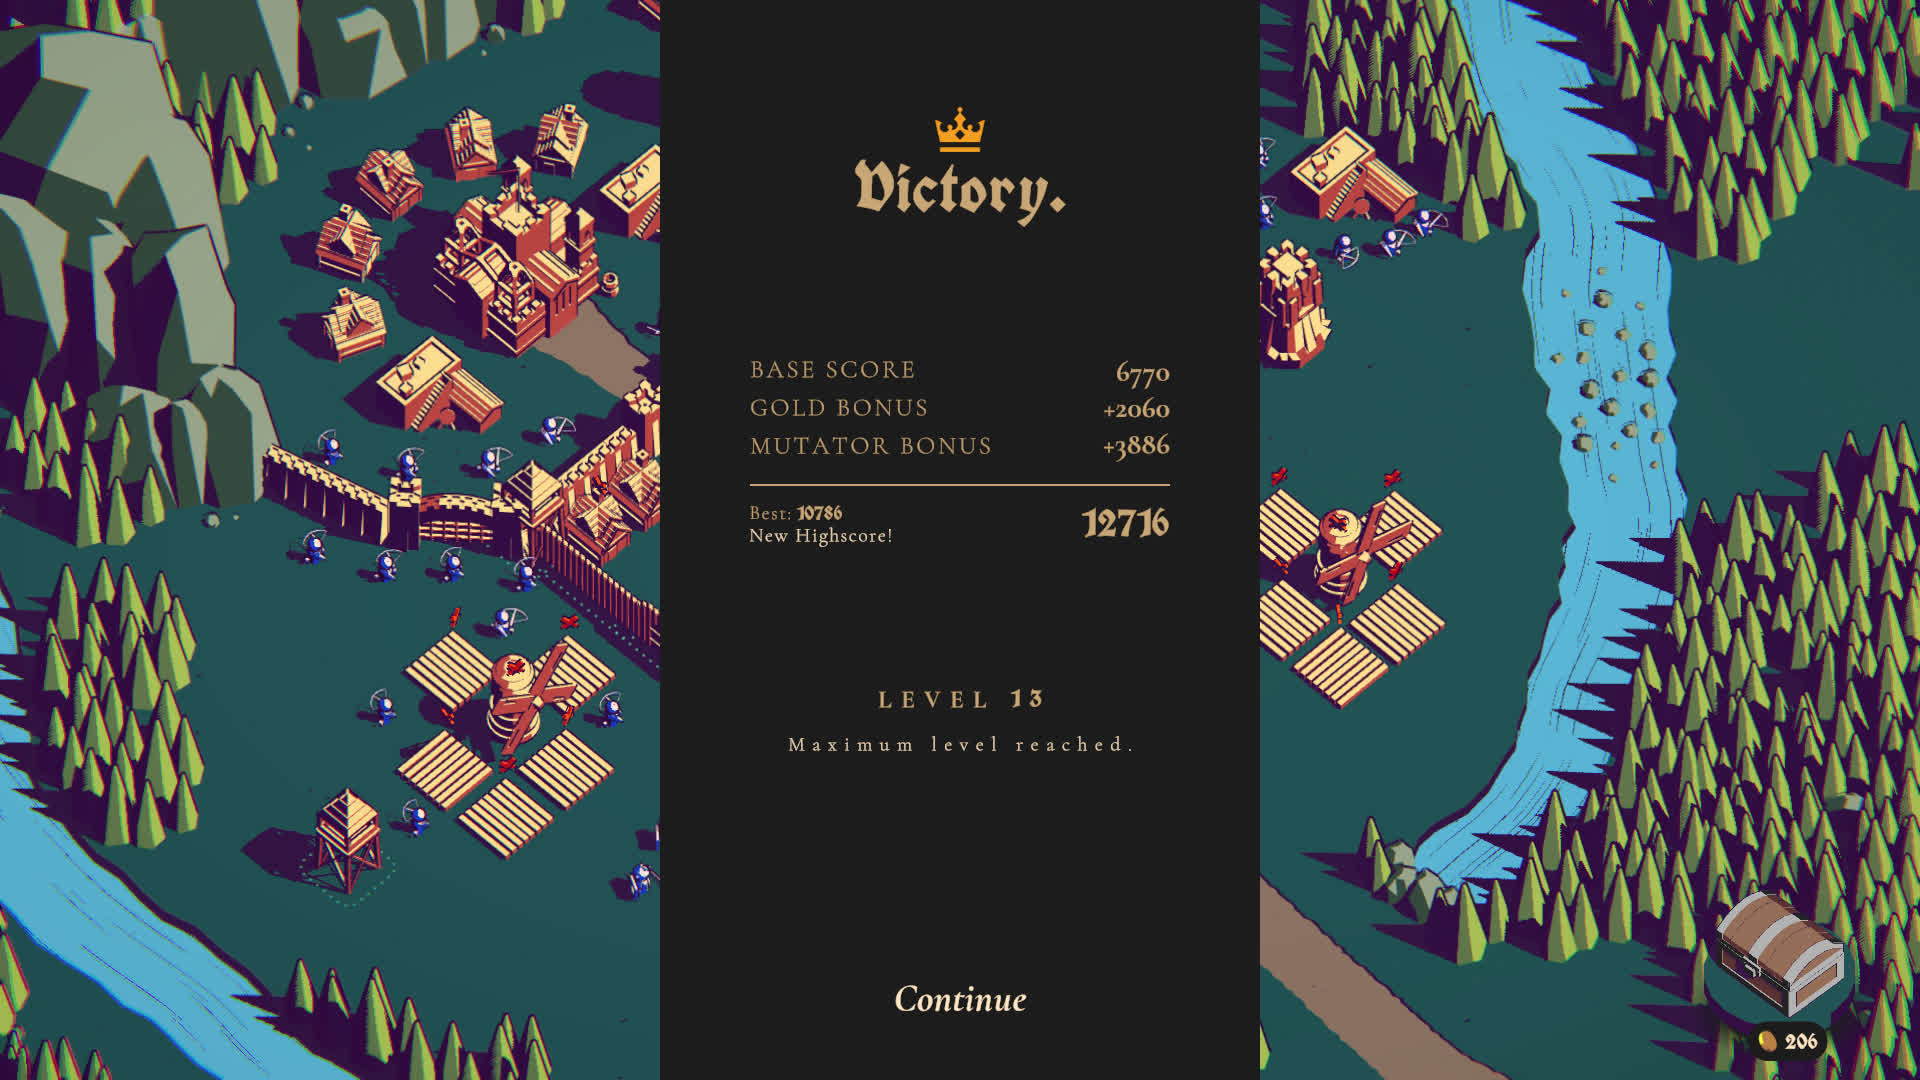 Victory.
BASE SCORE 6770
GOLD BONUS +2060
MUTATOR BONUS +3886
Best: 10786 12716
New Highscore!
LEVEL 13
Maximum level reached.
Continue
206